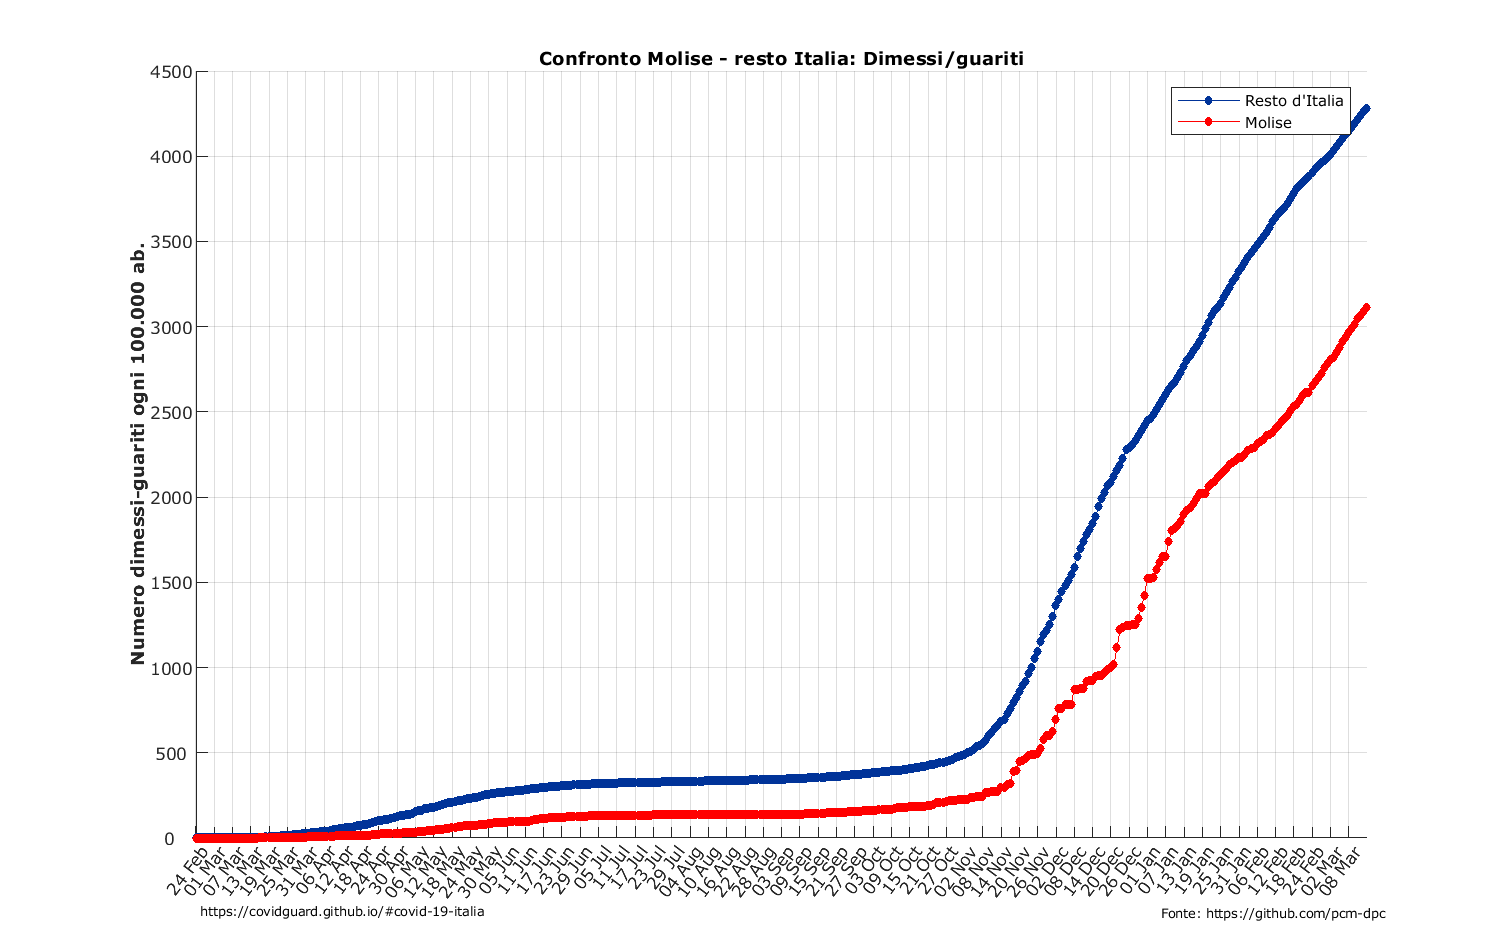 Confronto Molise - resto Italia: Dimessi/guariti
Numero dimessi-guariti ogni 100.000 ab.
4500
4000
3500
3000
2500
2000
1500
1000
500
0
Resto d'Italia
Molise
24 Feb
01 Mar
07 Mar
13 Mar
19 Mar
25 Mar
31 Mar
06 Apr
12 Apr
18 Apr
24 Apr
30 Apr
06 May
12 May
18 May
24 May
30 May
05 Jun
11 Jun
17 Jun
23 Jun
29 Jun
05 Jul
11 Jul
17 Jul
23 Jul
29 Jul
04 Aug
10 Aug
16 Aug
22 Aug
28 Aug
03 Sep
09 Sep
15 Sep
21 Sep
27 Sep
03 Oct
09 Oct
15 Oct
21 Oct
27 Oct
02 Nov
08 Nov
14 Nov
20 Nov
26 Nov
02 Dec
08 Dec
14 Dec
20 Dec
26 Dec
01 Jan
07 Jan
13 Jan
19 Jan
25 Jan
31 Jan
06 Feb
12 Feb
18 Feb
24 Feb
02 Mar
08 Mar
https://covidguard.github.io/#covid-19-italia
Fonte: https://github.com/pcm-dpc